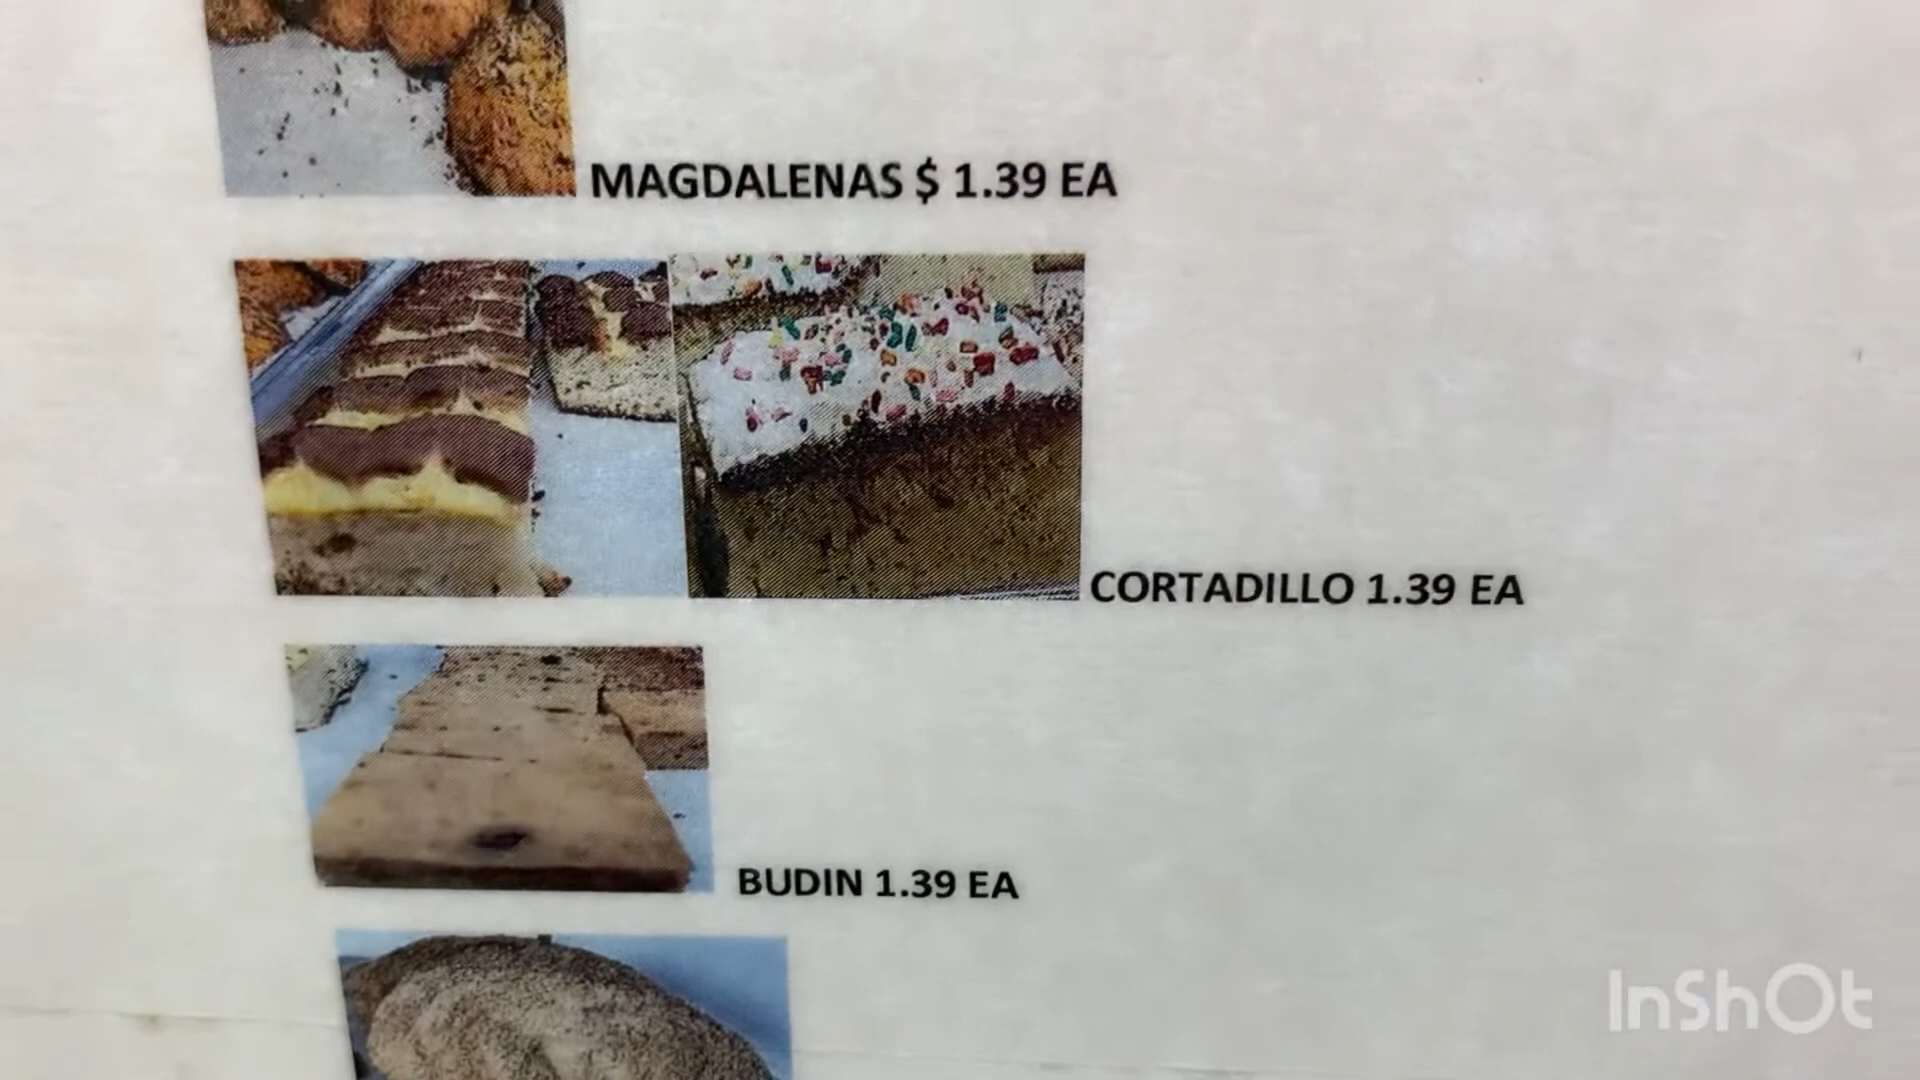 MAGDALENAS $ 1.39 EA
CORTADILLO 1.39 EA
BUDIN 1.39 EA
InShOt